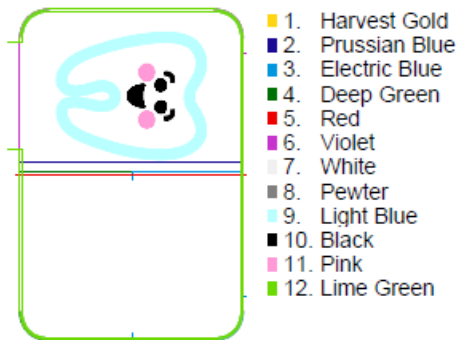 1. Harvest Gold
2. Prussian Blue
3. Electric Blue
4. Deep Green
5. Red
6. Violet
7. White
8. Pewter
9. Light Blue
10. Black
11. Pink
12. Lime Green